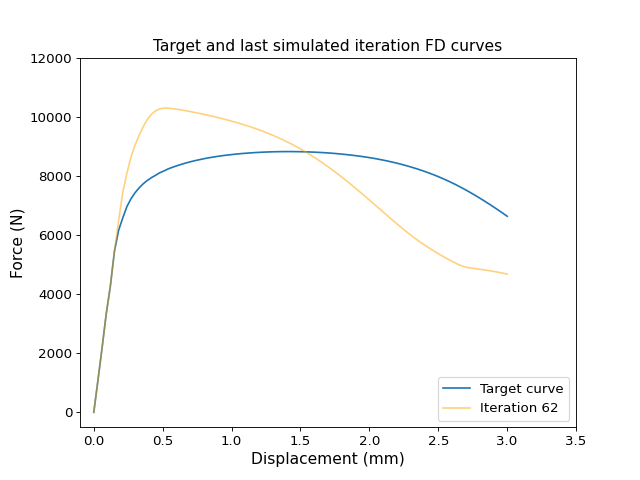 Target and last simulated iteration FD curves
12000
10000
8000
6000
4000
2000
0
Force (N)
0.0 0.5 1.0 1.5 2.0 2.5 3.0 3.5
Displacement (mm)
Target curve
Iteration 62